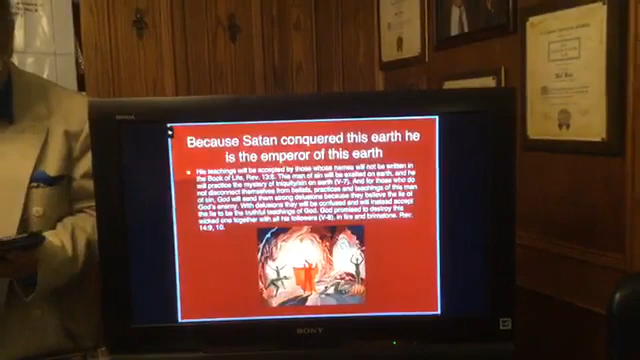 Because Satan conquered this earth he
is the emperor of this earth
His teachings will be accepted by those whose names will not be written in
the Book of Life, Rev. 13:8. This man of sin will be exalted on earth, and he
will practice the mystery of iniquity/sin on earth (V-7). And for those who do
not disconnect themselves from beliefs, practices and teachings of this man
of sin, God will send them strong delusions because they believe the lie of
God's enemy. With delusions they will be confused and will instead accept
the lie to be the truthful teachings of God. God promised to destroy this
wicked one together with all his followers (V-8), in fire and brimstone. Rev.
14:9, 10.
SONY